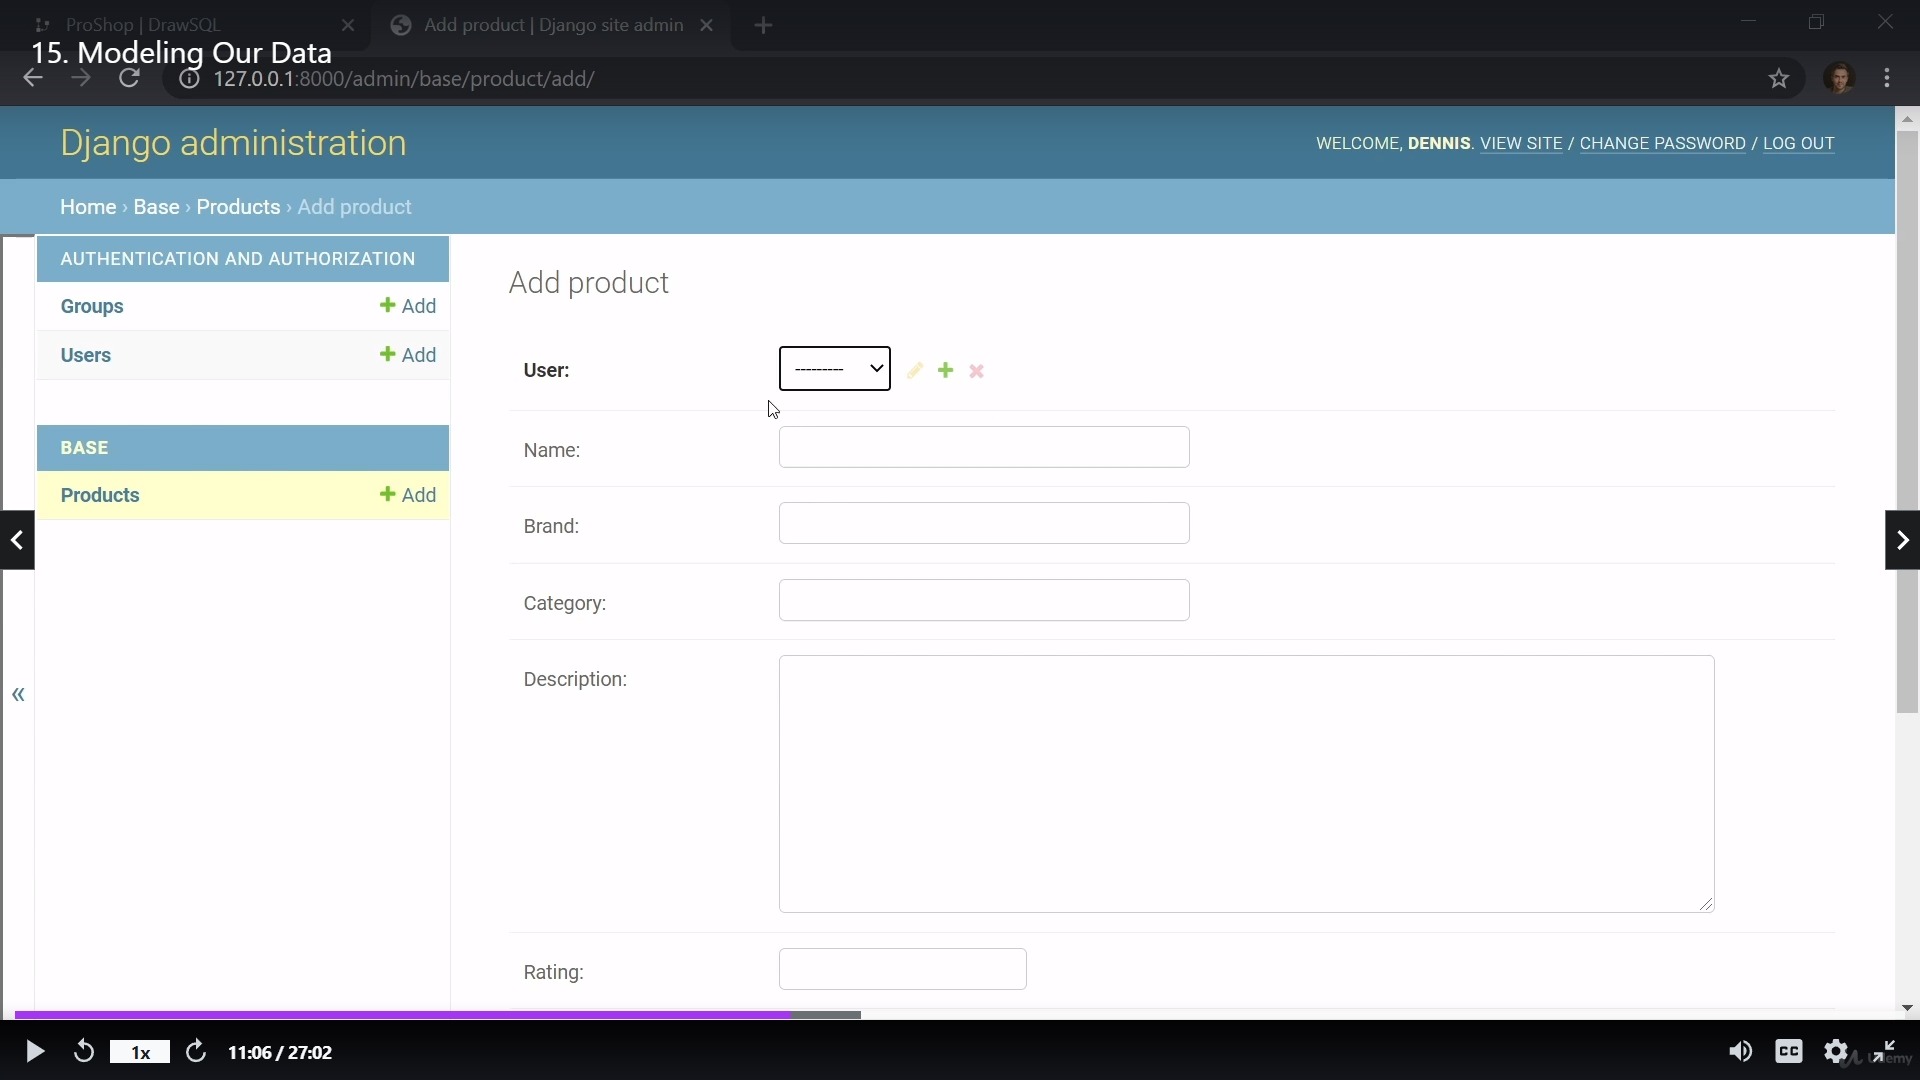 ProShop | DrawSQL
Add product | Django site admin
15. Modeling Our Data
127.0.0.1:8000/admin/base/product/add/
Django administration
WELCOME, DENNIS. VIEW SITE / CHANGE PASSWORD / LOG OUT
Home › Base › Products › Add product
AUTHENTICATION AND AUTHORIZATION
Groups
+ Add
Users
+ Add
BASE
Products
+ Add
«
Add product
User:
---------
Name:
Brand:
Category:
Description:
Rating:
1x
11:06 / 27:02
CC
Udemy